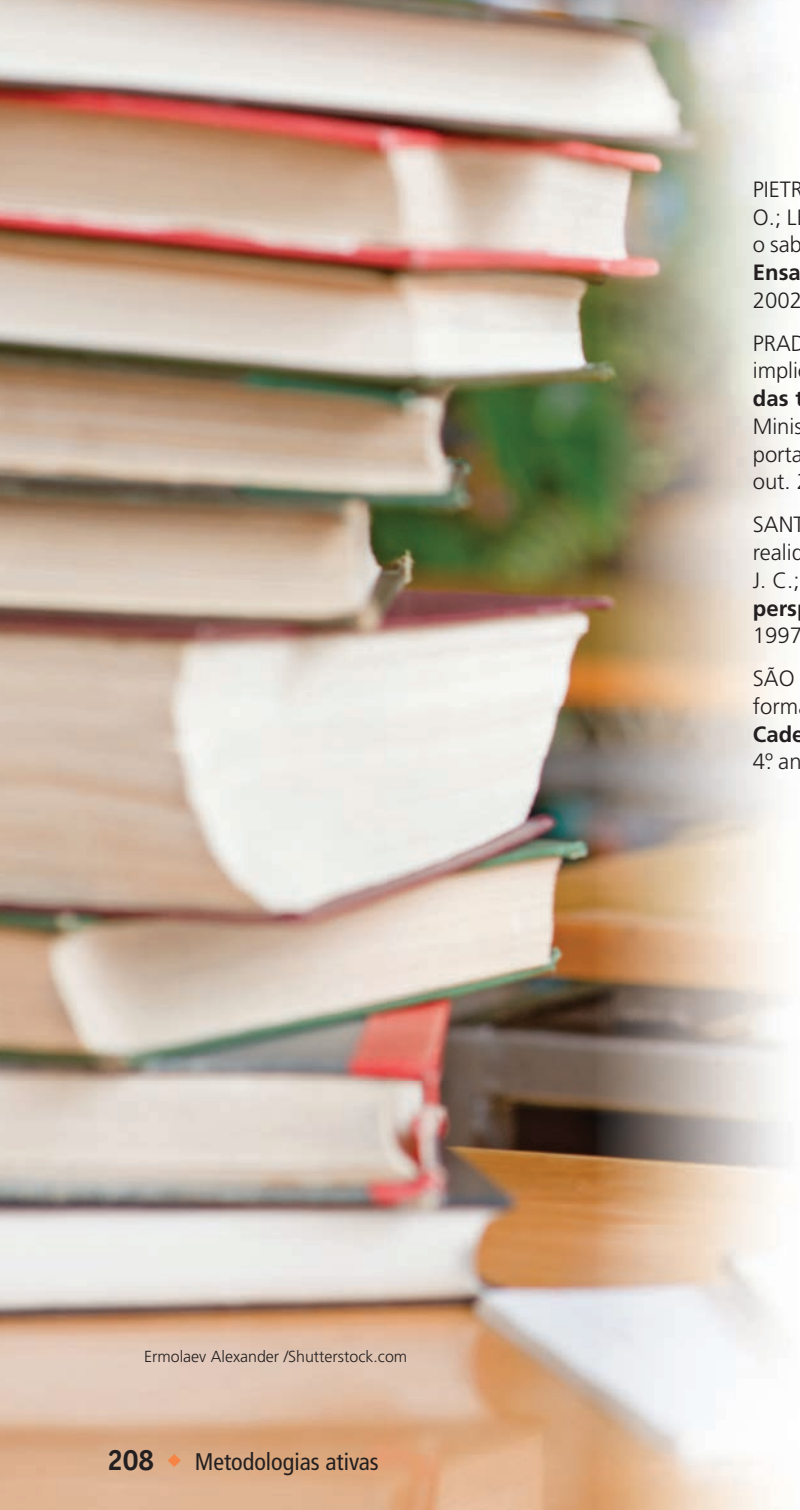 PIETR
O.; LI
o sab
Ensa
2002
PRAD
implic
das t
Minis
porta
out. 2
SANT
realid
J. C.;
persp
1997
SÃO
forma
Cade
4º an
Ermolaev Alexander /Shutterstock.com
208 ◆ Metodologias ativas